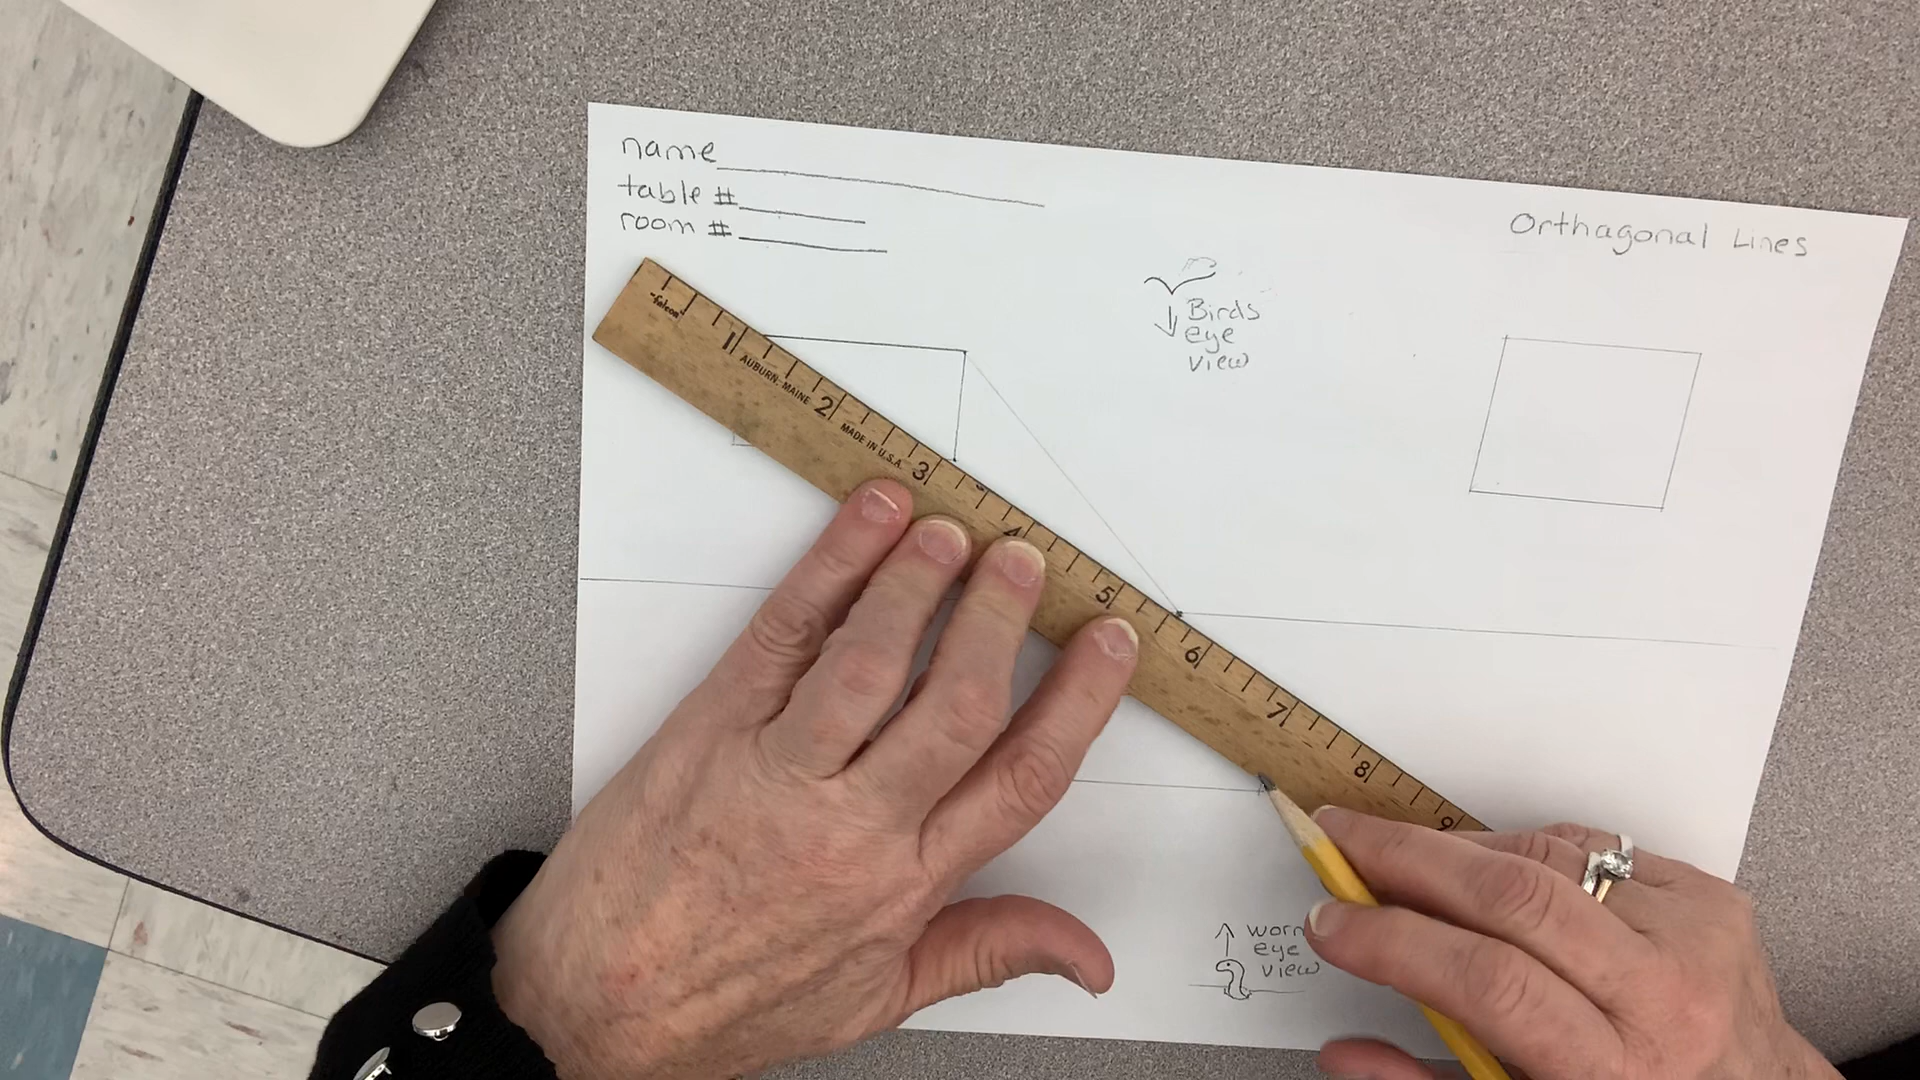 name
table #
room #
Orthagonal Lines
Birds
eye
view
Falcon
AUBURN, MAINE
MADE IN U.S.A.
1 2 3 4 5 6 7 8 9
worm
eye
view